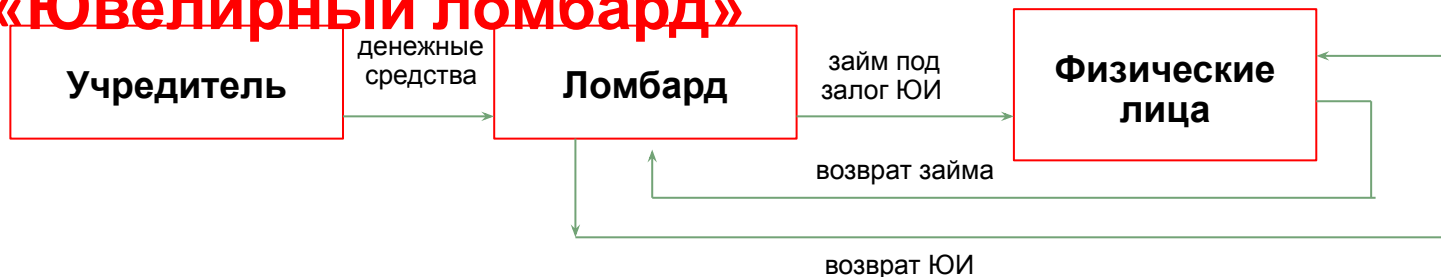 «Ювелирный ломбард»
Учредитель
денежные
средства
Ломбард
займ под
залог ЮИ
Физические
лица
возврат займа
возврат ЮИ